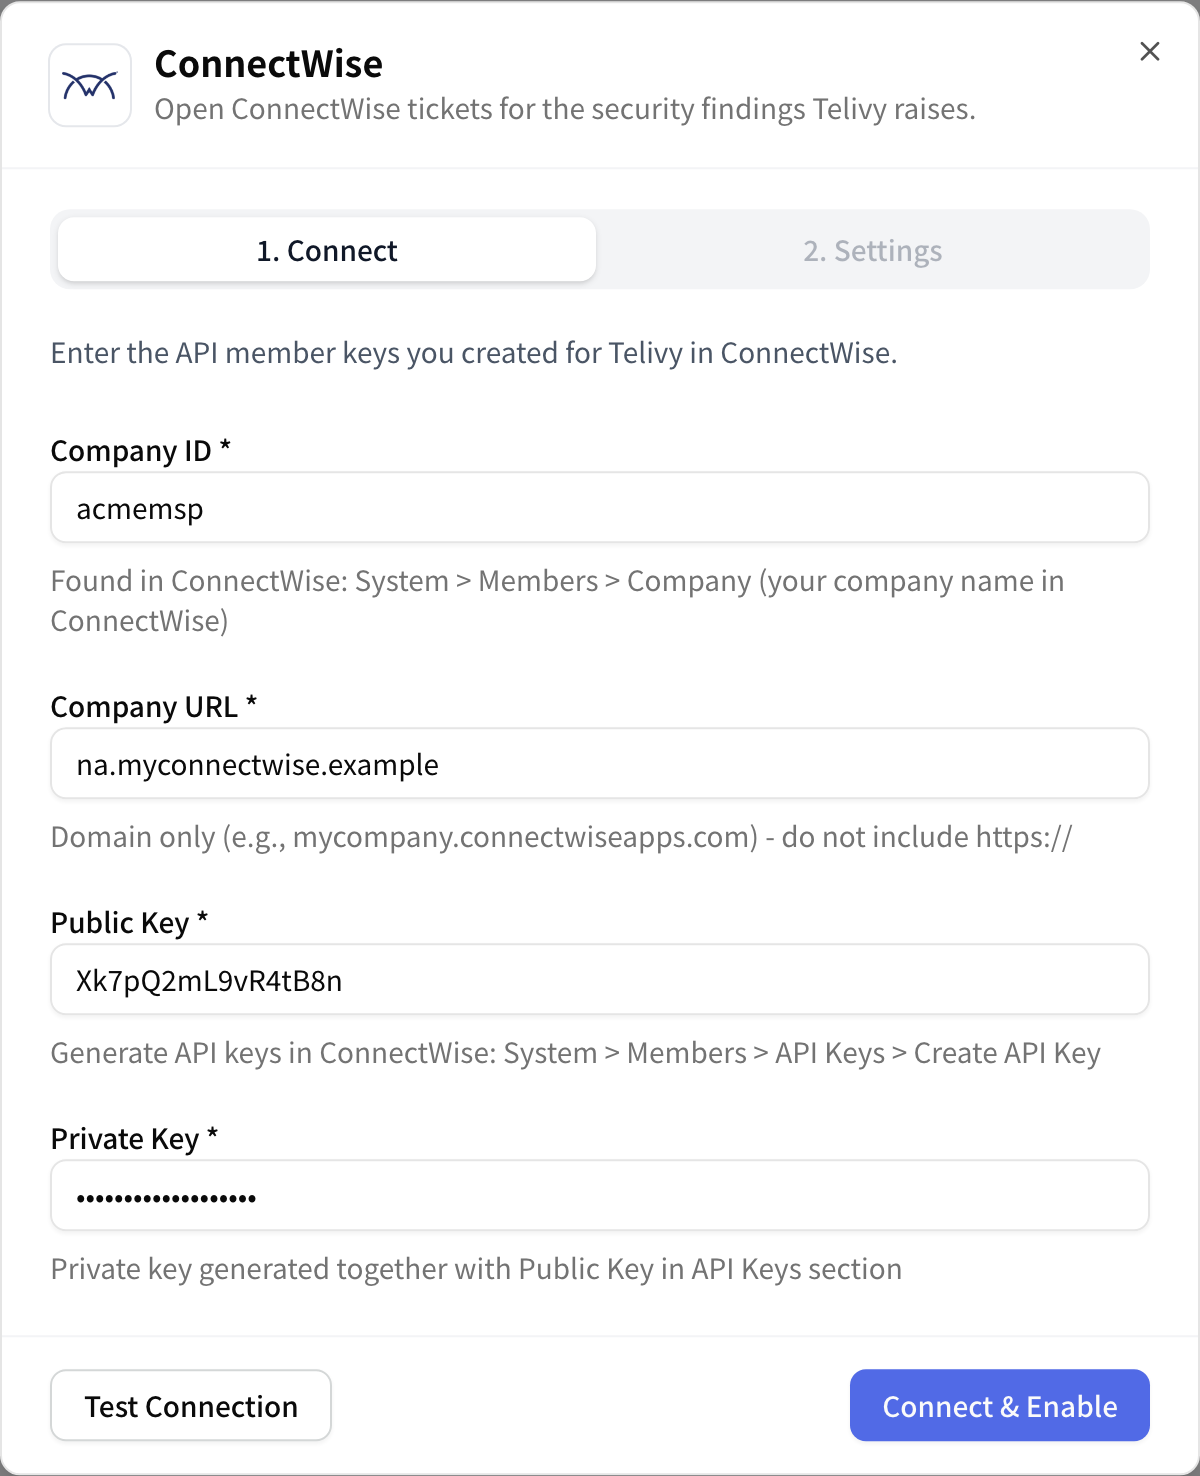 ConnectWise
Open ConnectWise tickets for the security findings Telivy raises.
1. Connect
2. Settings
Enter the API member keys you created for Telivy in ConnectWise.
Company ID *
acmemsp
Found in ConnectWise: System > Members > Company (your company name in
ConnectWise)
Company URL *
na.myconnectwise.example
Domain only (e.g., mycompany.connectwiseapps.com) - do not include https://
Public Key *
Xk7pQ2mL9vR4tB8n
Generate API keys in ConnectWise: System > Members > API Keys > Create API Key
Private Key *
•••••••••••••••••••
Private key generated together with Public Key in API Keys section
Test Connection
Connect & Enable